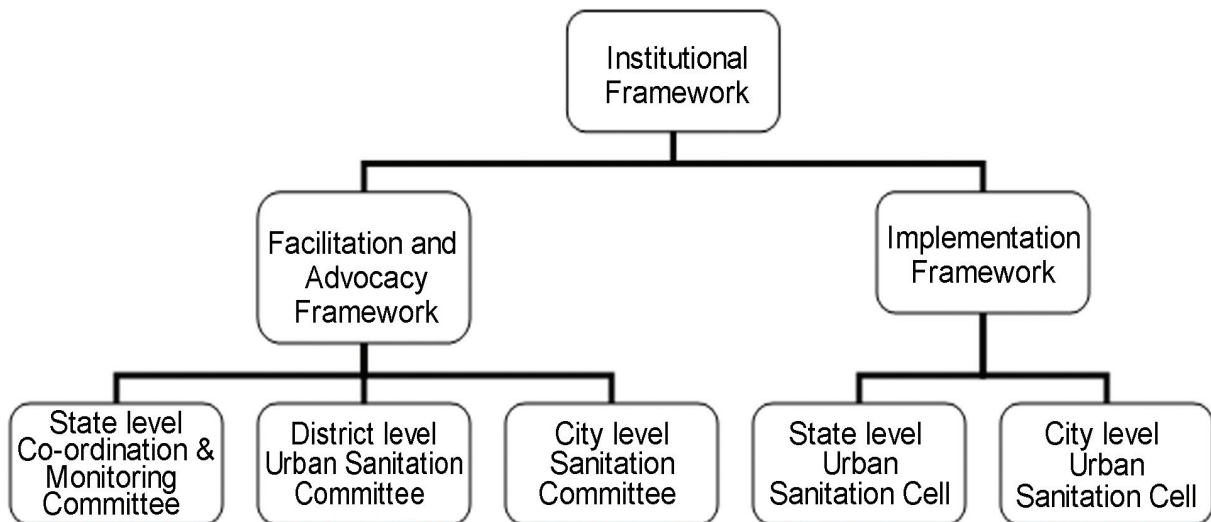 Institutional
Framework
Facilitation and
Advocacy
Framework
Implementation
Framework
State level
Co-ordination &
Monitoring
Committee
District level
Urban Sanitation
Committee
City level
Sanitation
Committee
State level
Urban
Sanitation Cell
City level
Urban
Sanitation Cell